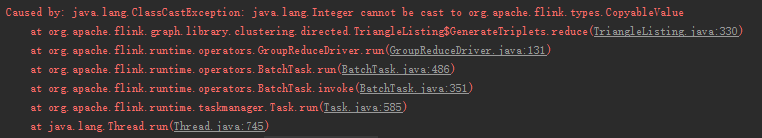 Caused by: java.lang.ClassCastException: java.lang.Integer cannot be cast to org.apache.flink.types.CopyableValue
at org.apache.flink.graph.library.clustering.directed.TriangleListing$GenerateTriplets.reduce(TriangleListing.java:330)
at org.apache.flink.runtime.operators.GroupReduceDriver.run(GroupReduceDriver.java:131)
at org.apache.flink.runtime.operators.BatchTask.run(BatchTask.java:486)
at org.apache.flink.runtime.operators.BatchTask.invoke(BatchTask.java:351)
at org.apache.flink.runtime.taskmanager.Task.run(Task.java:585)
at java.lang.Thread.run(Thread.java:745)